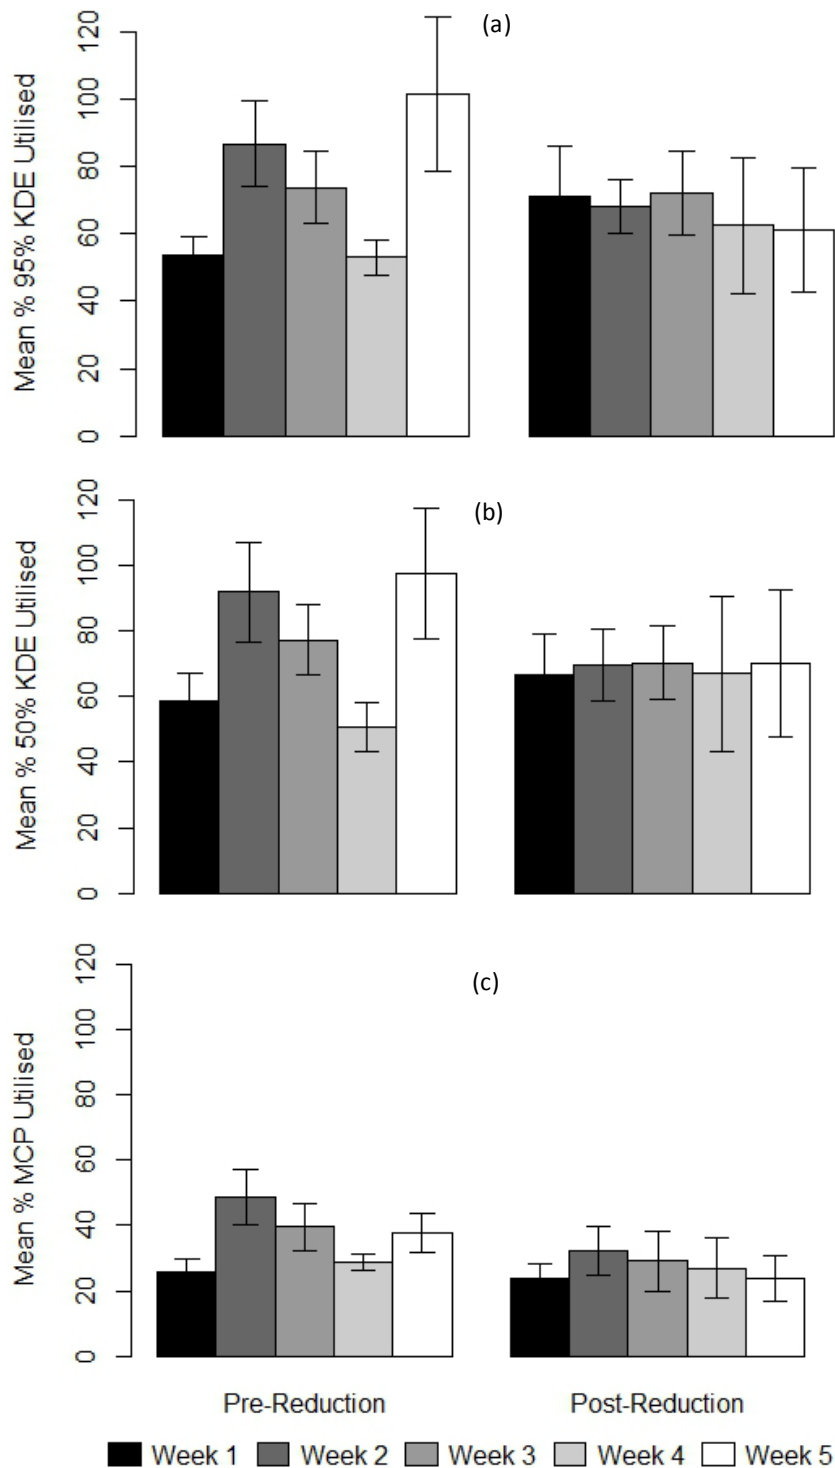 (a)
Mean % 95% KDE Utilised
120
100
80
60
40
20
0
(b)
Mean % 50% KDE Utilised
120
100
80
60
40
20
0
(c)
Mean % MCP Utilised
120
100
80
60
40
20
0
Pre-Reduction Post-Reduction
Week 1 Week 2 Week 3 Week 4 Week 5